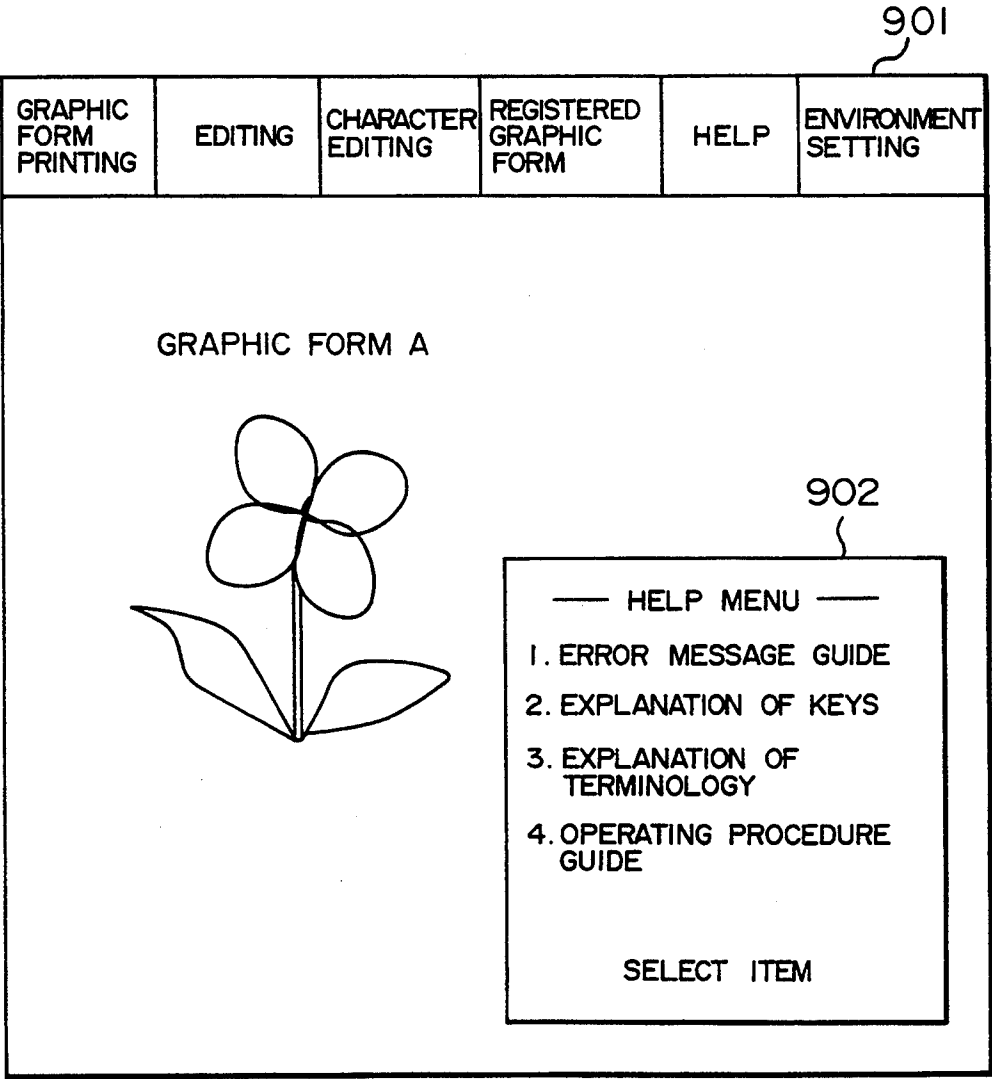 901
GRAPHIC
FORM
PRINTING
EDITING
CHARACTER
EDITING
REGISTERED
GRAPHIC
FORM
HELP
ENVIRONMENT
SETTING
GRAPHIC FORM A
902
HELP MENU
1. ERROR MESSAGE GUIDE
2. EXPLANATION OF KEYS
3. EXPLANATION OF
TERMINOLOGY
4. OPERATING PROCEDURE
GUIDE
SELECT ITEM